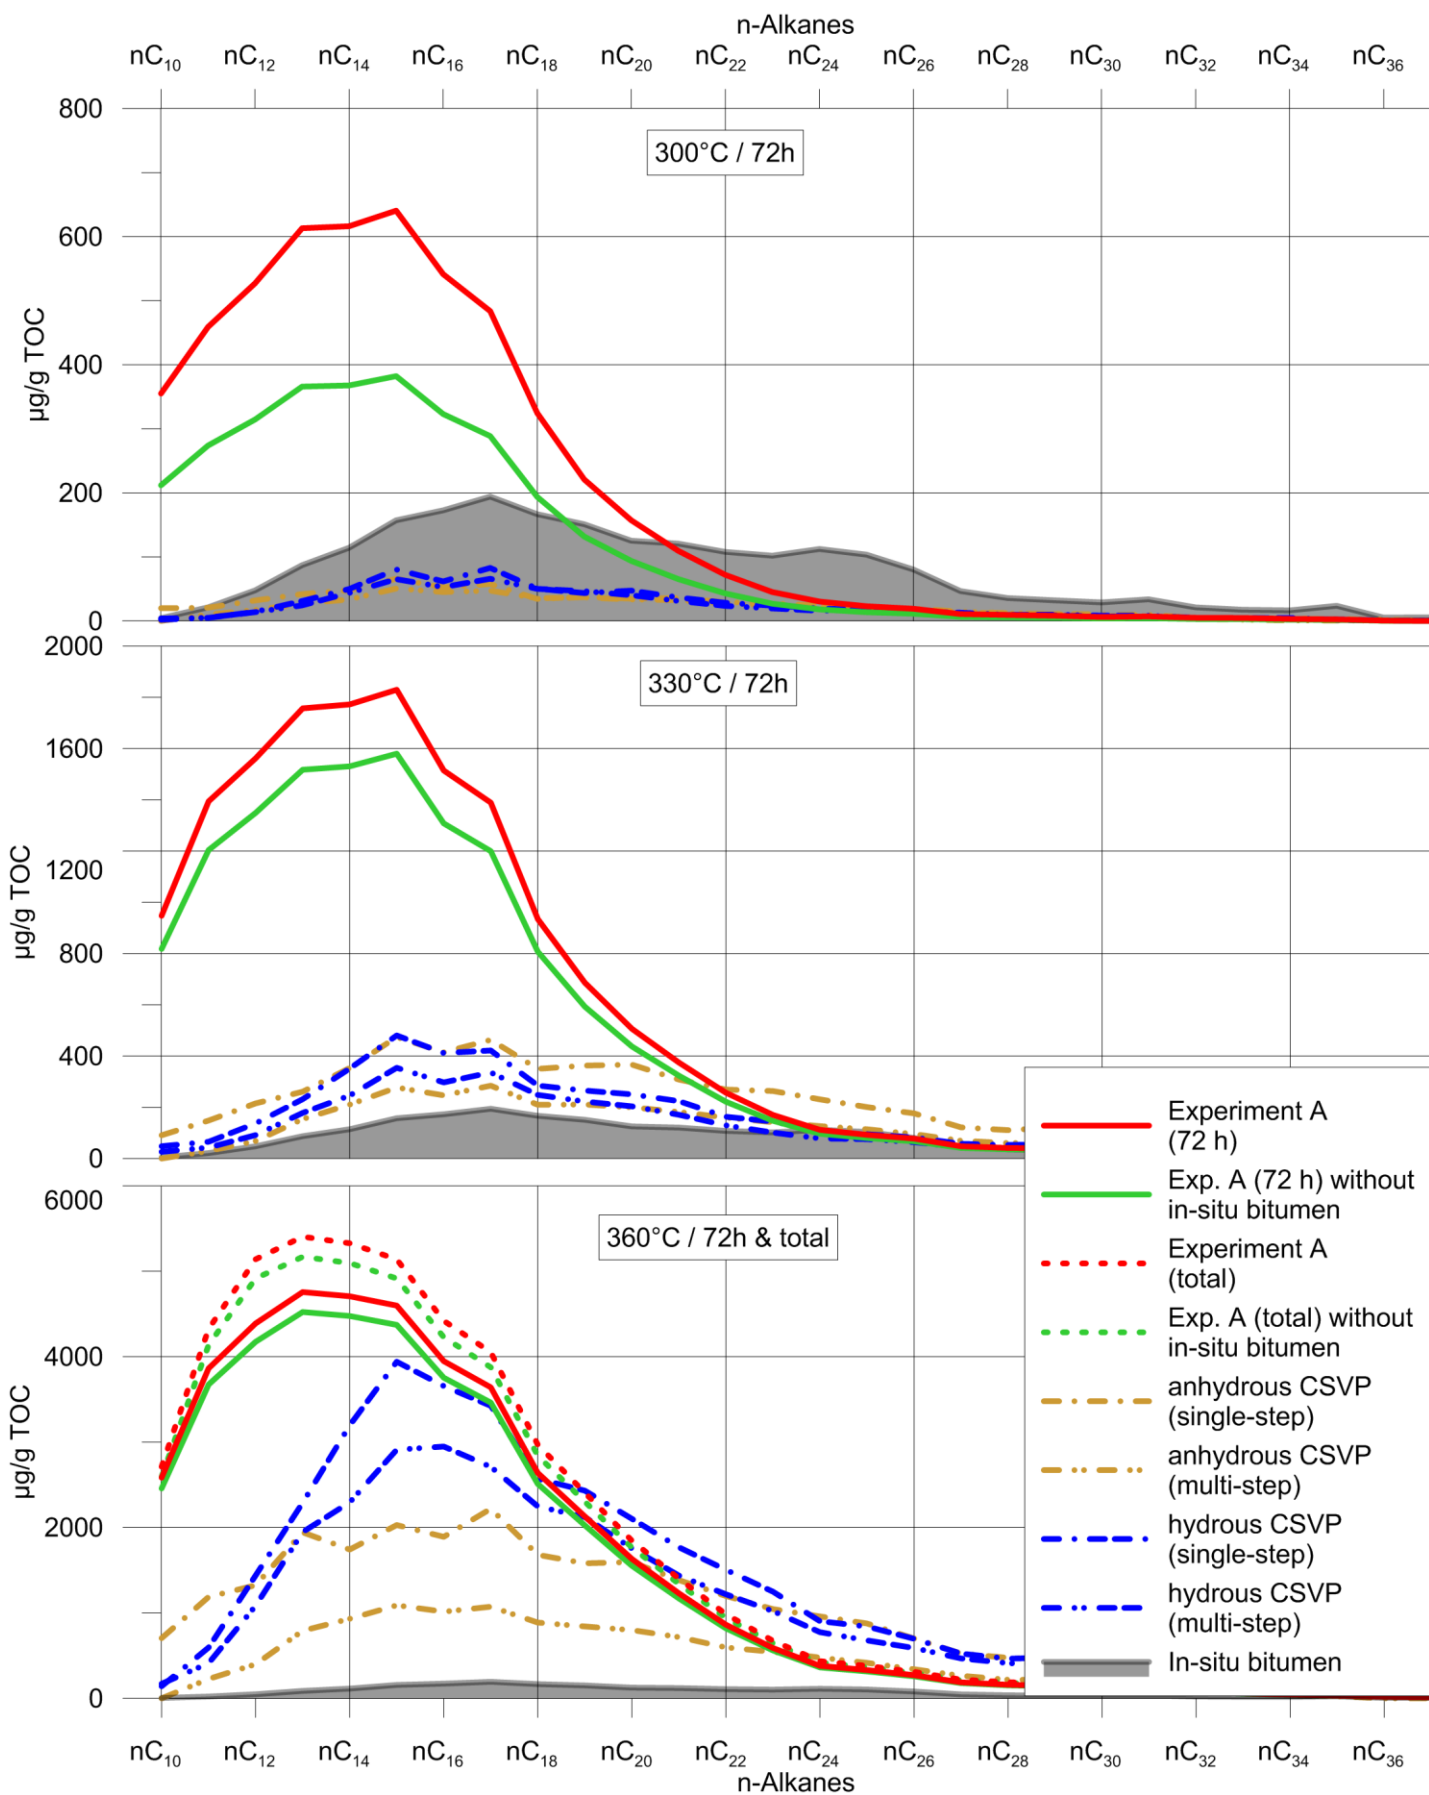 n-Alkanes
nC₁₀ nC₁₂ nC₁₄ nC₁₆ nC₁₈ nC₂₀ nC₂₂ nC₂₄ nC₂₆ nC₂₈ nC₃₀ nC₃₂ nC₃₄ nC₃₆
800
300°C / 72h
600
400
µg/g TOC
200
0
2000
330°C / 72h
1600
1200
µg/g TOC
800
400
0
6000
360°C / 72h & total
4000
µg/g TOC
2000
0
Experiment A
(72 h)
Exp. A (72 h) without
in-situ bitumen
Experiment A
(total)
Exp. A (total) without
in-situ bitumen
anhydrous CSVP
(single-step)
anhydrous CSVP
(multi-step)
hydrous CSVP
(single-step)
hydrous CSVP
(multi-step)
In-situ bitumen
nC₁₀ nC₁₂ nC₁₄ nC₁₆ nC₁₈ nC₂₀ nC₂₂ nC₂₄ nC₂₆ nC₂₈ nC₃₀ nC₃₂ nC₃₄ nC₃₆
n-Alkanes